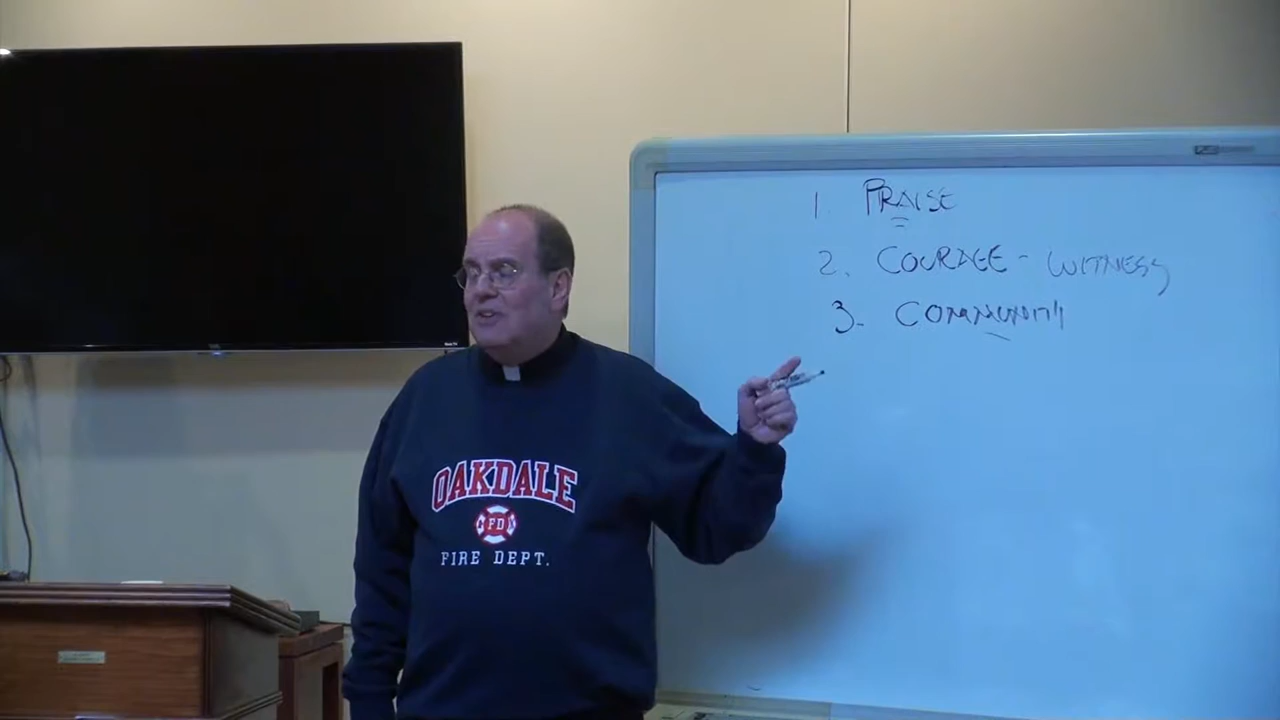 1. PRAISE
2. COURAGE - WITNESS
3. COMMUNITY
OAKDALE
FD
FIRE DEPT.